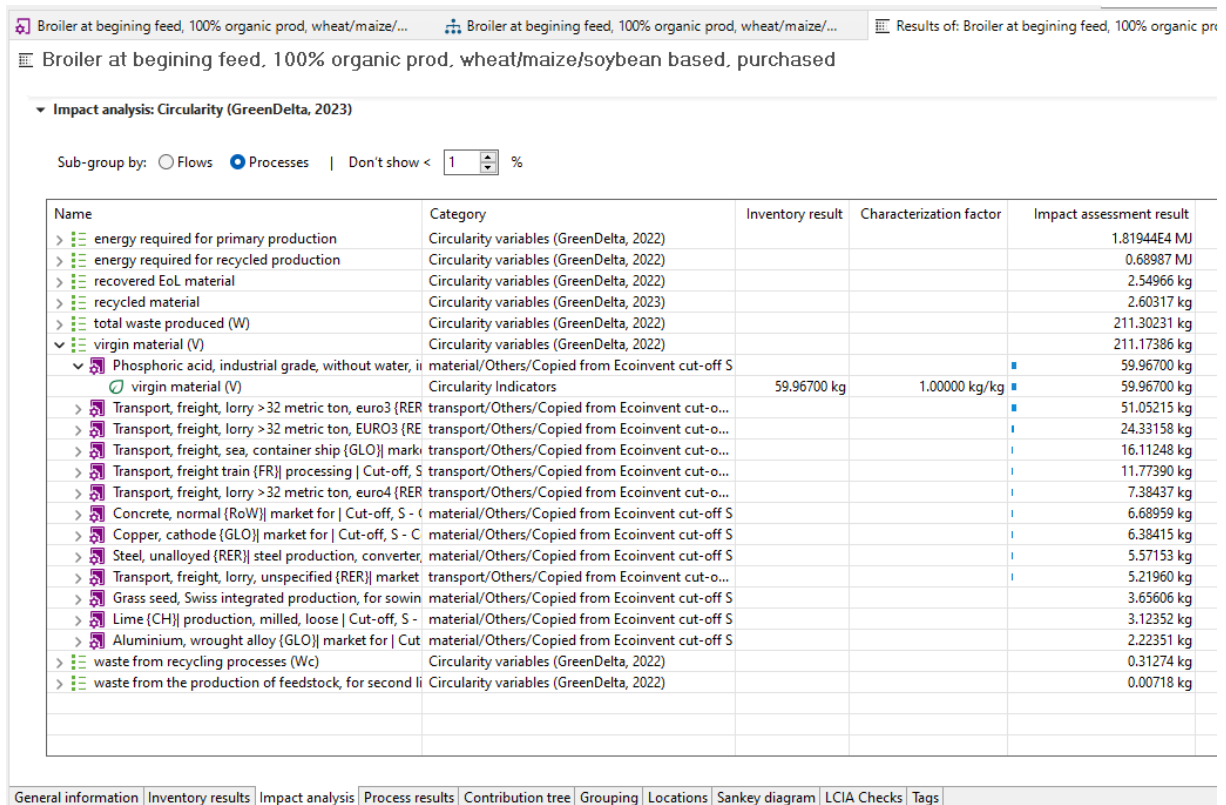 Broiler at begining feed, 100% organic prod, wheat/maize/... Broiler at begining feed, 100% organic prod, wheat/maize/... Results of: Broiler at begining feed, 100% organic pro
Broiler at begining feed, 100% organic prod, wheat/maize/soybean based, purchased
Impact analysis: Circularity (GreenDelta, 2023)
Sub-group by: Flows Processes | Don't show < 1 %
Name Category Inventory result Characterization factor Impact assessment result
energy required for primary production Circularity variables (GreenDelta, 2022) 1.81944E4 MJ
energy required for recycled production Circularity variables (GreenDelta, 2022) 0.68987 MJ
recovered EoL material Circularity variables (GreenDelta, 2022) 2.54966 kg
recycled material Circularity variables (GreenDelta, 2023) 2.60317 kg
total waste produced (W) Circularity variables (GreenDelta, 2022) 211.30231 kg
virgin material (V) Circularity variables (GreenDelta, 2022) 211.17386 kg
Phosphoric acid, industrial grade, without water, i material/Others/Copied from Ecoinvent cut-off S 59.96700 kg
virgin material (V) Circularity Indicators 59.96700 kg 1.00000 kg/kg 59.96700 kg
Transport, freight, lorry >32 metric ton, euro3 {RER transport/Others/Copied from Ecoinvent cut-o... 51.05215 kg
Transport, freight, lorry >32 metric ton, EURO3 {RE transport/Others/Copied from Ecoinvent cut-o... 24.33158 kg
Transport, freight, sea, container ship {GLO}| mark transport/Others/Copied from Ecoinvent cut-o... 16.11248 kg
Transport, freight train {FR}| processing | Cut-off, S transport/Others/Copied from Ecoinvent cut-o... 11.77390 kg
Transport, freight, lorry >32 metric ton, euro4 {RER transport/Others/Copied from Ecoinvent cut-o... 7.38437 kg
Concrete, normal {RoW}| market for | Cut-off, S - C material/Others/Copied from Ecoinvent cut-off S 6.68959 kg
Copper, cathode {GLO}| market for | Cut-off, S - C material/Others/Copied from Ecoinvent cut-off S 6.38415 kg
Steel, unalloyed {RER}| steel production, converter, material/Others/Copied from Ecoinvent cut-off S 5.57153 kg
Transport, freight, lorry, unspecified {RER}| market transport/Others/Copied from Ecoinvent cut-o... 5.21960 kg
Grass seed, Swiss integrated production, for sowin material/Others/Copied from Ecoinvent cut-off S 3.65606 kg
Lime {CH}| production, milled, loose | Cut-off, S - material/Others/Copied from Ecoinvent cut-off S 3.12352 kg
Aluminium, wrought alloy {GLO}| market for | Cut material/Others/Copied from Ecoinvent cut-off S 2.22351 kg
waste from recycling processes (Wc) Circularity variables (GreenDelta, 2022) 0.31274 kg
waste from the production of feedstock, for second li Circularity variables (GreenDelta, 2022) 0.00718 kg
General information Inventory results Impact analysis Process results Contribution tree Grouping Locations Sankey diagram LCIA Checks Tags